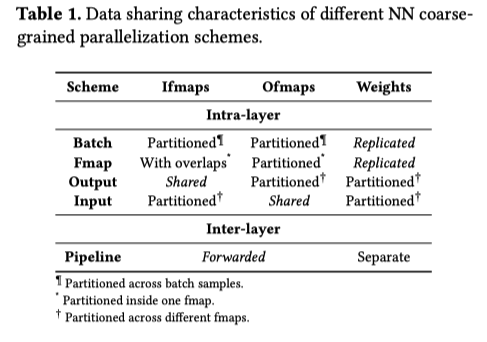 Table 1. Data sharing characteristics of different NN coarse-
grained parallelization schemes.
Scheme Ifmaps Ofmaps Weights
Intra-layer
Batch Partitioned¶ Partitioned¶ Replicated
Fmap With overlaps* Partitioned* Replicated
Output Shared Partitioned† Partitioned†
Input Partitioned† Shared Partitioned†
Inter-layer
Pipeline Forwarded Separate
¶ Partitioned across batch samples.
* Partitioned inside one fmap.
† Partitioned across different fmaps.